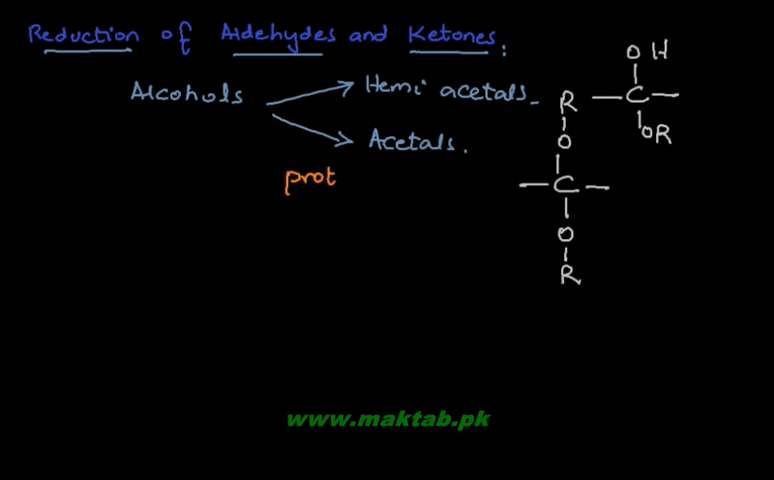 Reduction of Aldehydes and Ketones:
Alcohols
Hemi acetals
Acetals.
prot
OH
C
OR
R
O
C
O
R
www.maktab.pk